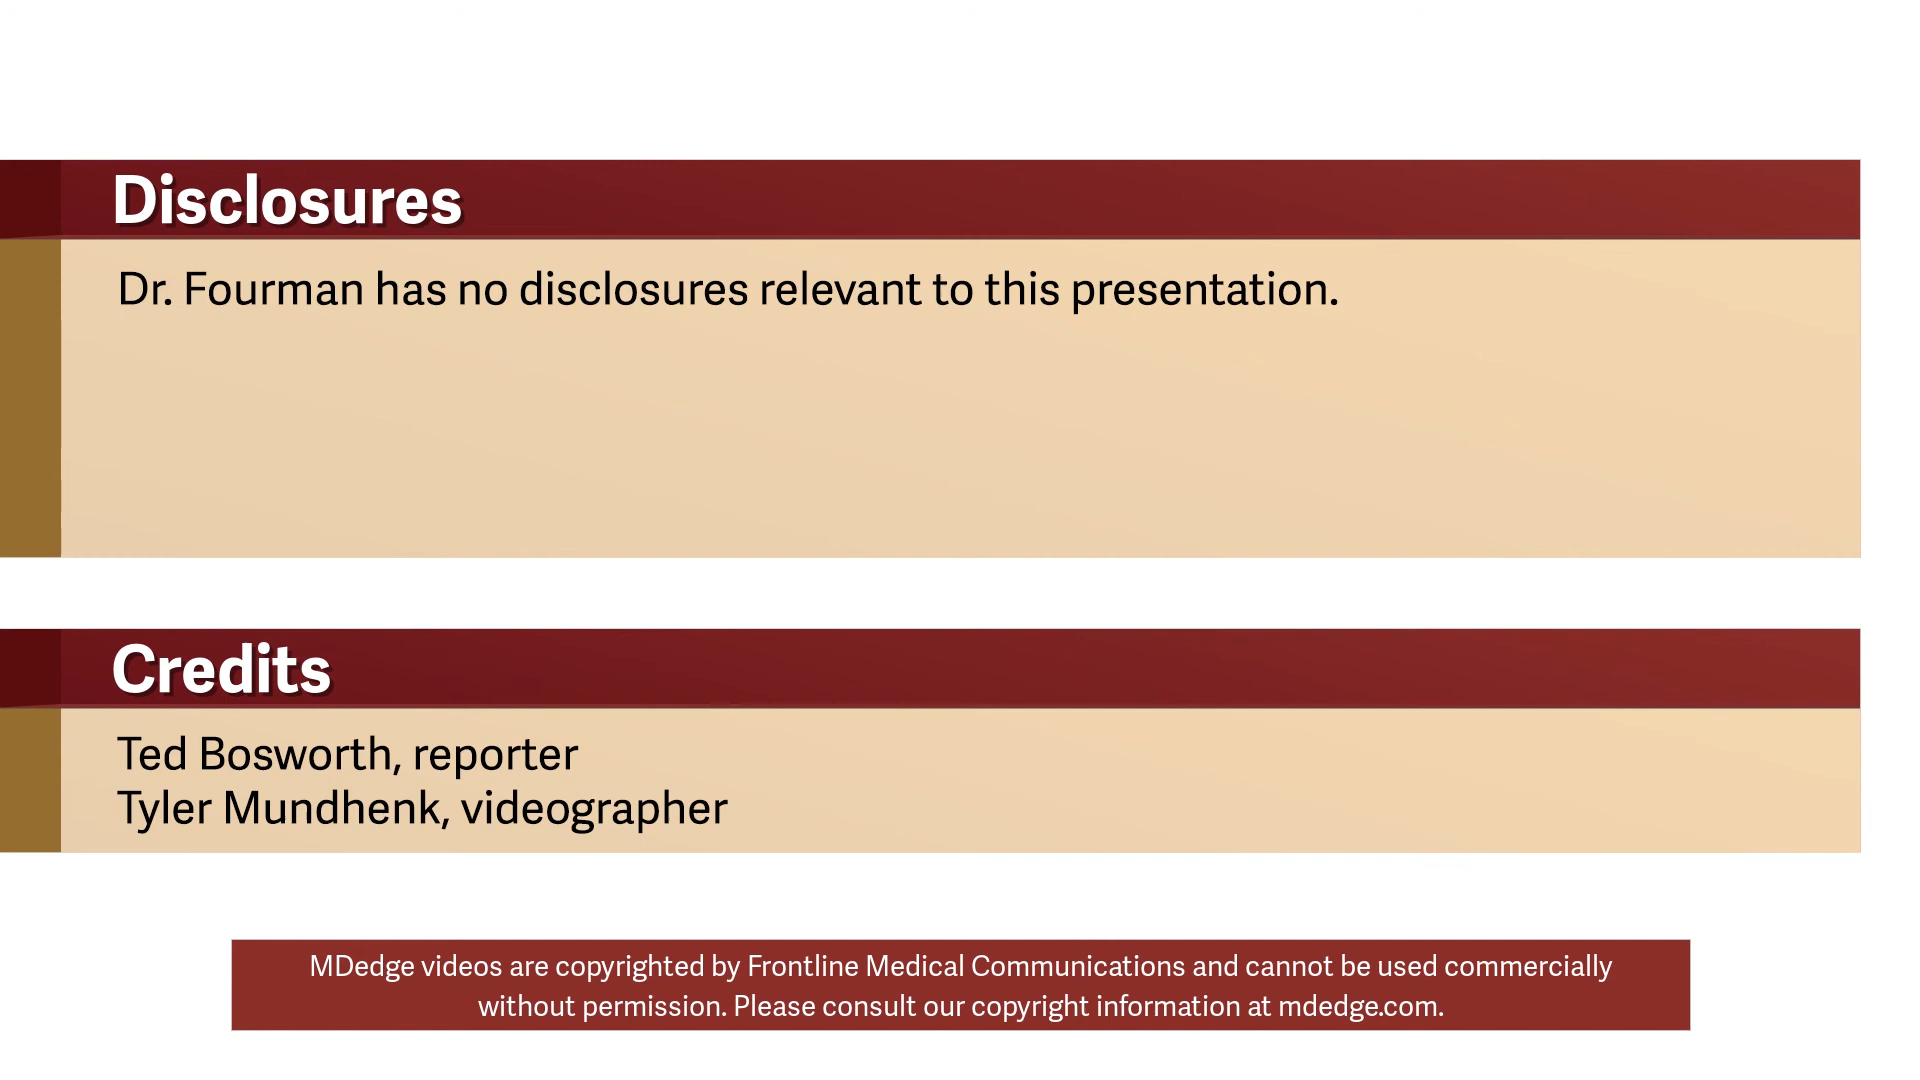 Disclosures
Dr. Fourman has no disclosures relevant to this presentation.
Credits
Ted Bosworth, reporter
Tyler Mundhenk, videographer
MDedge videos are copyrighted by Frontline Medical Communications and cannot be used commercially
without permission. Please consult our copyright information at mdedge.com.